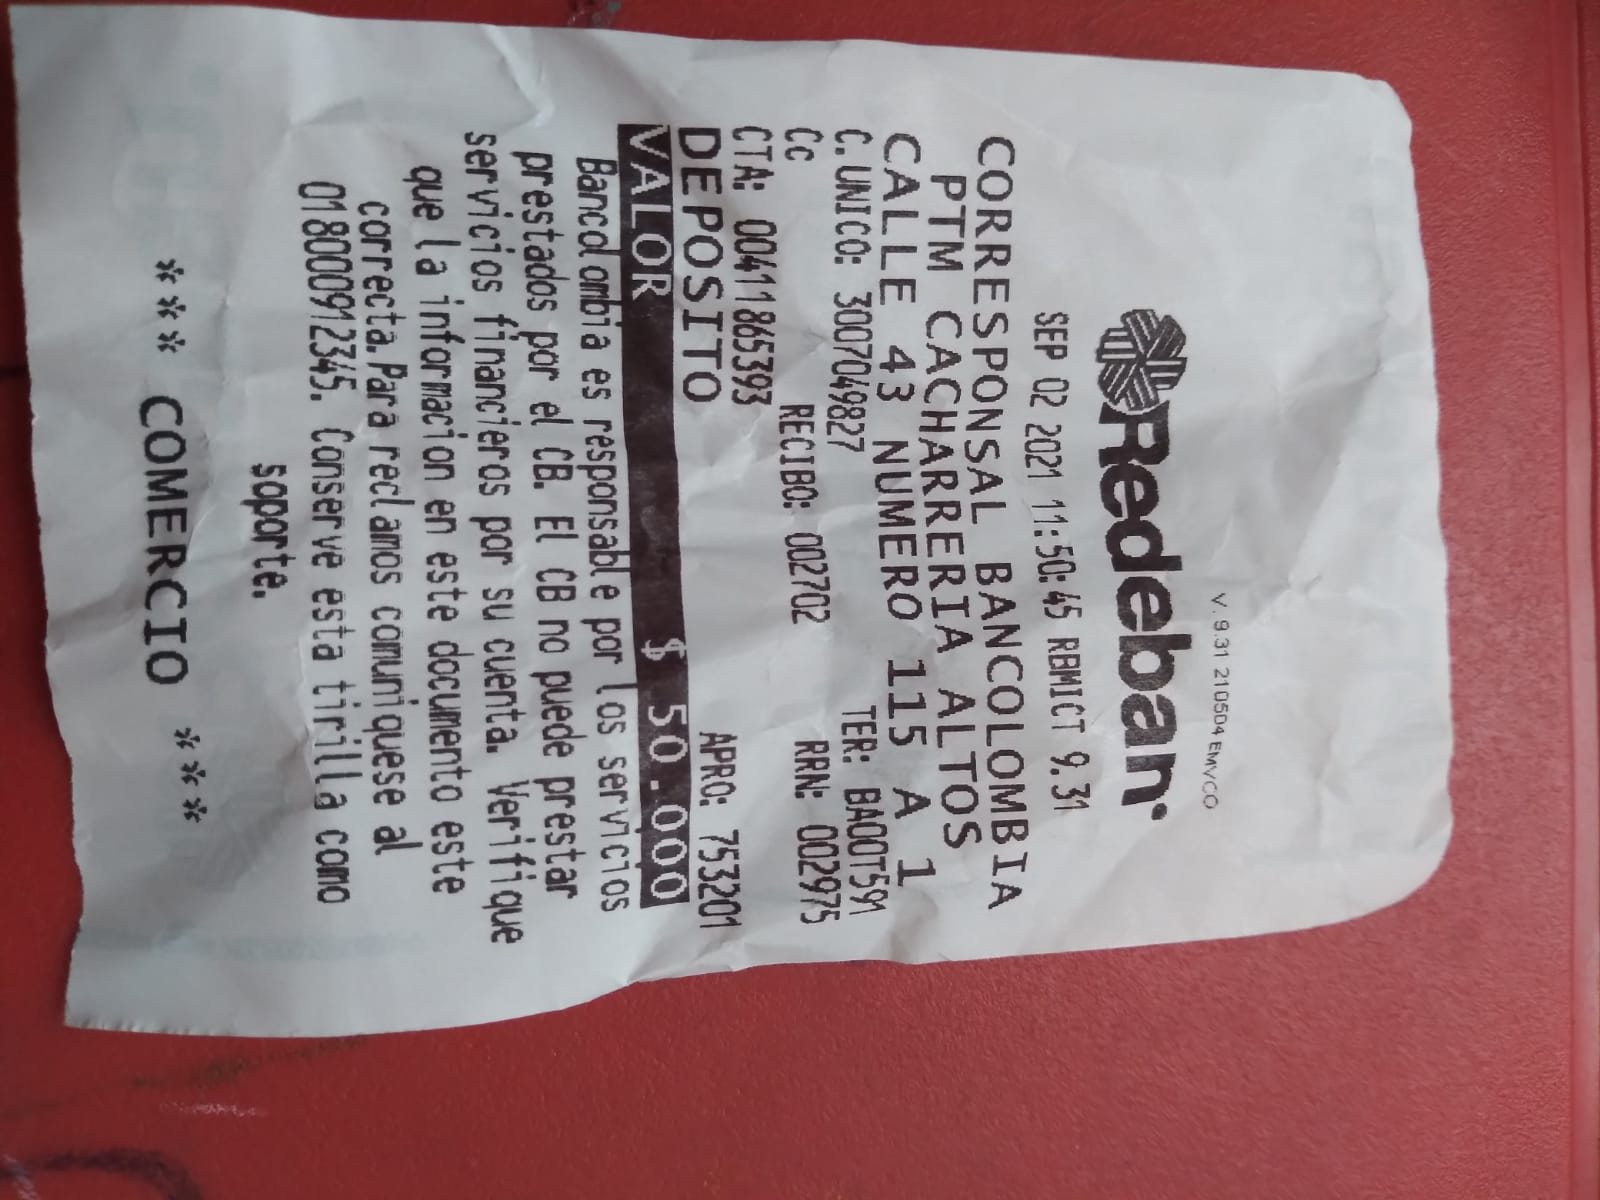 V. 9.31 210504 EMVCO
Redeban
SEP 02 2021 11:50:45 RBMICT 9.31
CORRESPONSAL BANCOLOMBIA
PTM CACHARRERIA ALTOS
CALLE 43 NUMERO 115 A 1
C. UNICO: 3007049827 TER: BA00T591
Cc RECIBO: 002702 RRN: 002975
CTA: 00411865393
DEPOSITO APRO: 753201
VALOR $ 50.000
Bancolombia es responsable por los servicios
prestados por el CB. El CB no puede prestar
servicios financieros por su cuenta. Verifique
que la informacion en este documento este
correcta. Para reclamos comuniquese al
018000912345. Conserve esta tirilla como
soporte.
*** COMERCIO ***